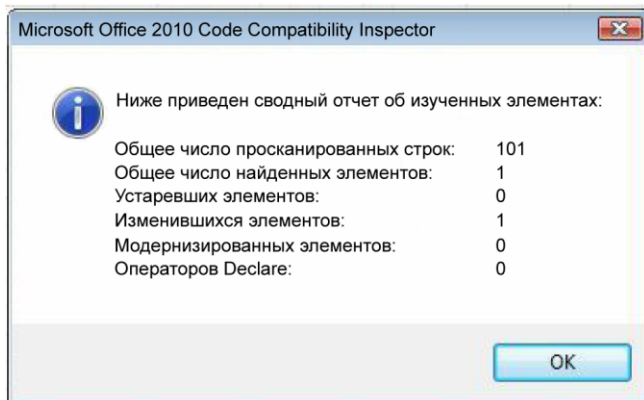 Microsoft Office 2010 Code Compatibility Inspector
Ниже приведен сводный отчет об изученных элементах:
Общее число просканированных строк: 101
Общее число найденных элементов: 1
Устаревших элементов: 0
Изменившихся элементов: 1
Модернизированных элементов: 0
Операторов Declare: 0
OK